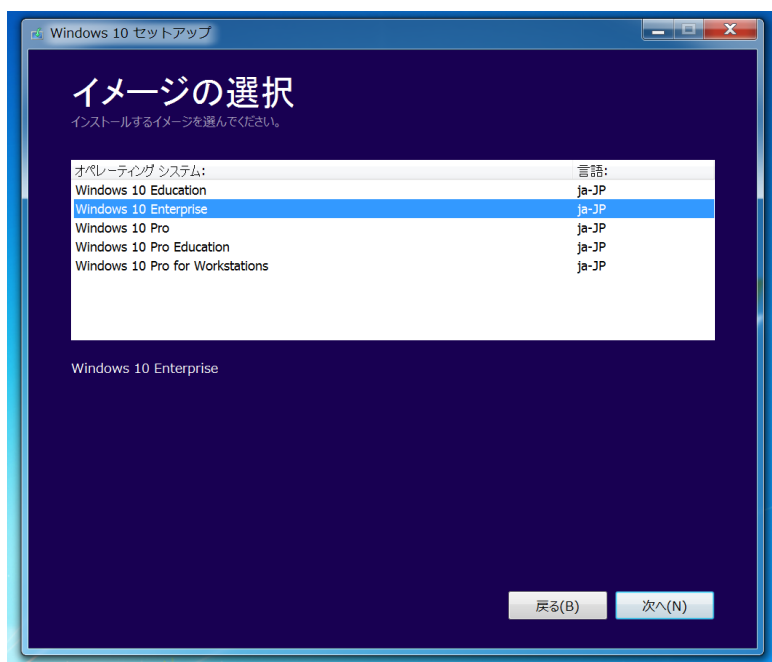 Windows 10 セットアップ
イメージの選択
インストールするイメージを選んでください。
オペレーティング システム: 言語:
Windows 10 Education ja-JP
Windows 10 Enterprise ja-JP
Windows 10 Pro ja-JP
Windows 10 Pro Education ja-JP
Windows 10 Pro for Workstations ja-JP
Windows 10 Enterprise
戻る(B) 次へ(N)